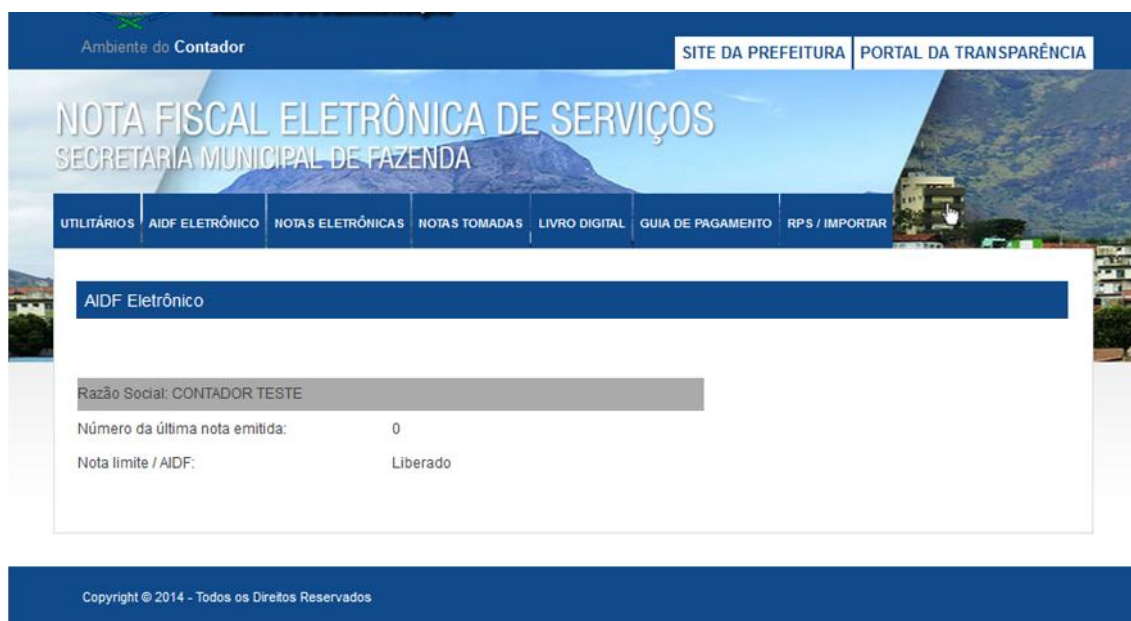 Ambiente do Contador
SITE DA PREFEITURA
PORTAL DA TRANSPARÊNCIA
NOTA FISCAL ELETRÔNICA DE SERVIÇOS
SECRETARIA MUNICIPAL DE FAZENDA
UTILITÁRIOS
AIDF ELETRÔNICO
NOTAS ELETRÔNICAS
NOTAS TOMADAS
LIVRO DIGITAL
GUIA DE PAGAMENTO
RPS / IMPORTAR
AIDF Eletrônico
Razão Social: CONTADOR TESTE
Número da última nota emitida: 0
Nota limite / AIDF: Liberado
Copyright © 2014 - Todos os Direitos Reservados